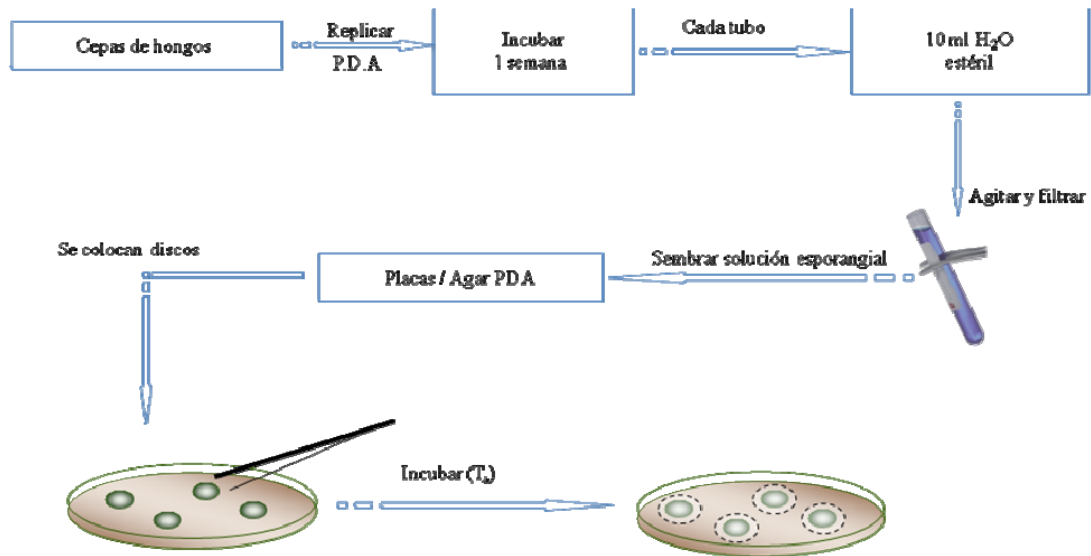 Cepas de hongos
Replicar
P.D.A
Incubar
1 semana
Cada tubo
10 ml H₂O
estéril
Agitar y filtrar
Sembrar solución esporangial
Placas / Agar PDA
Se colocan discos
Incubar (Tₐ)